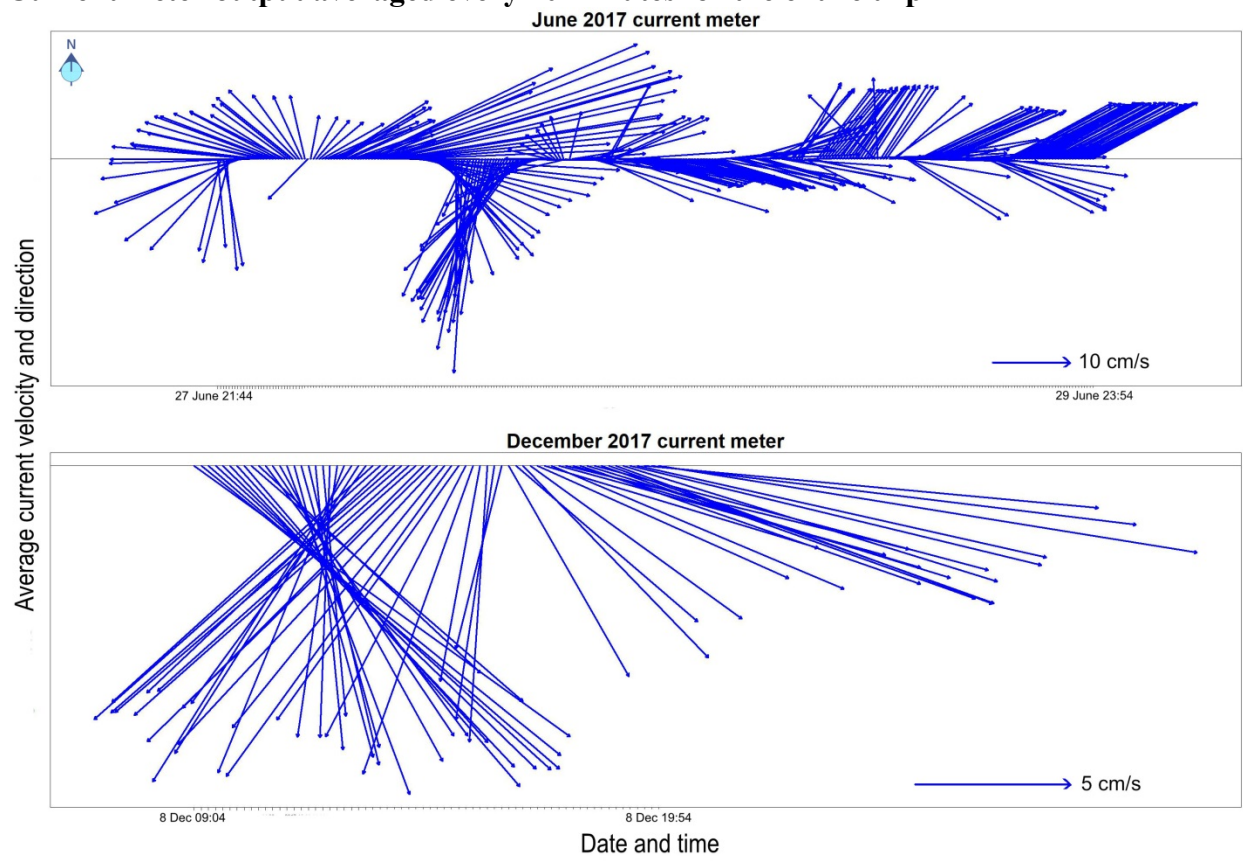 June 2017 current meter
N
10 cm/s
27 June 21:44
29 June 23:54
December 2017 current meter
Average current velocity and direction
5 cm/s
8 Dec 09:04
8 Dec 19:54
Date and time